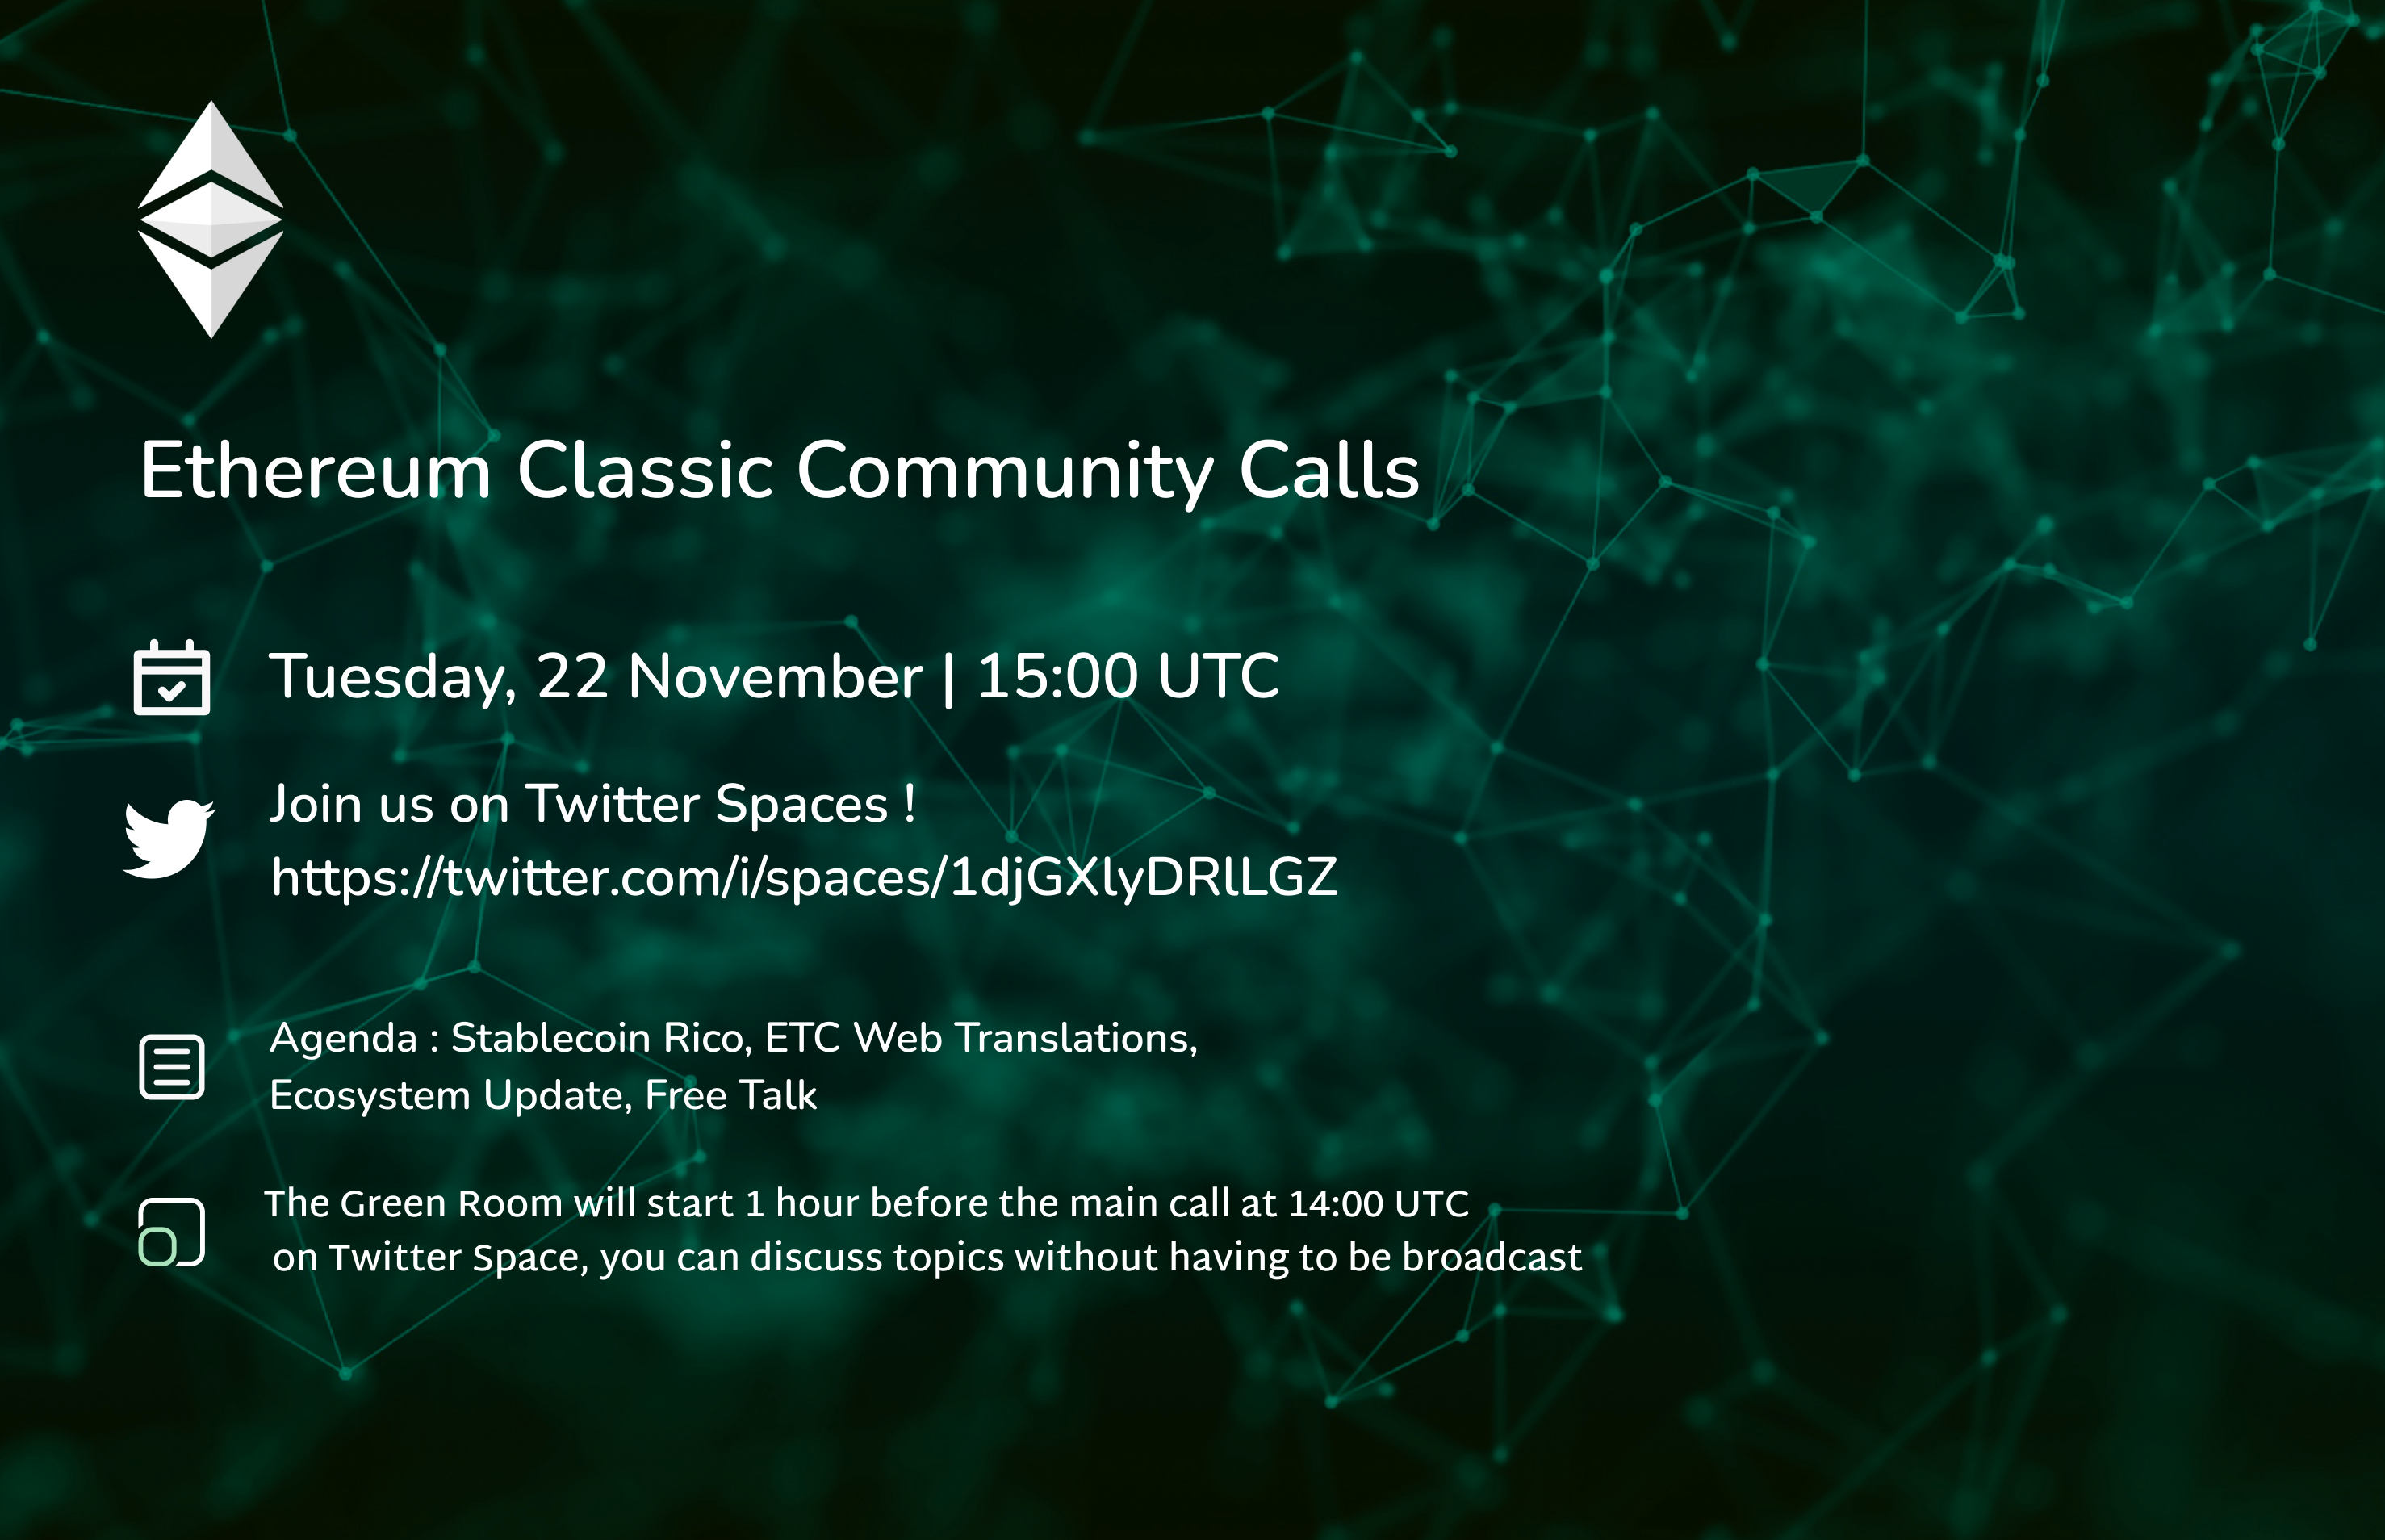 Ethereum Classic Community Calls
Tuesday, 22 November | 15:00 UTC
Join us on Twitter Spaces !
https://twitter.com/i/spaces/1djGXlyDRlLGZ
Agenda : Stablecoin Rico, ETC Web Translations,
Ecosystem Update, Free Talk
The Green Room will start 1 hour before the main call at 14:00 UTC
on Twitter Space, you can discuss topics without having to be broadcast